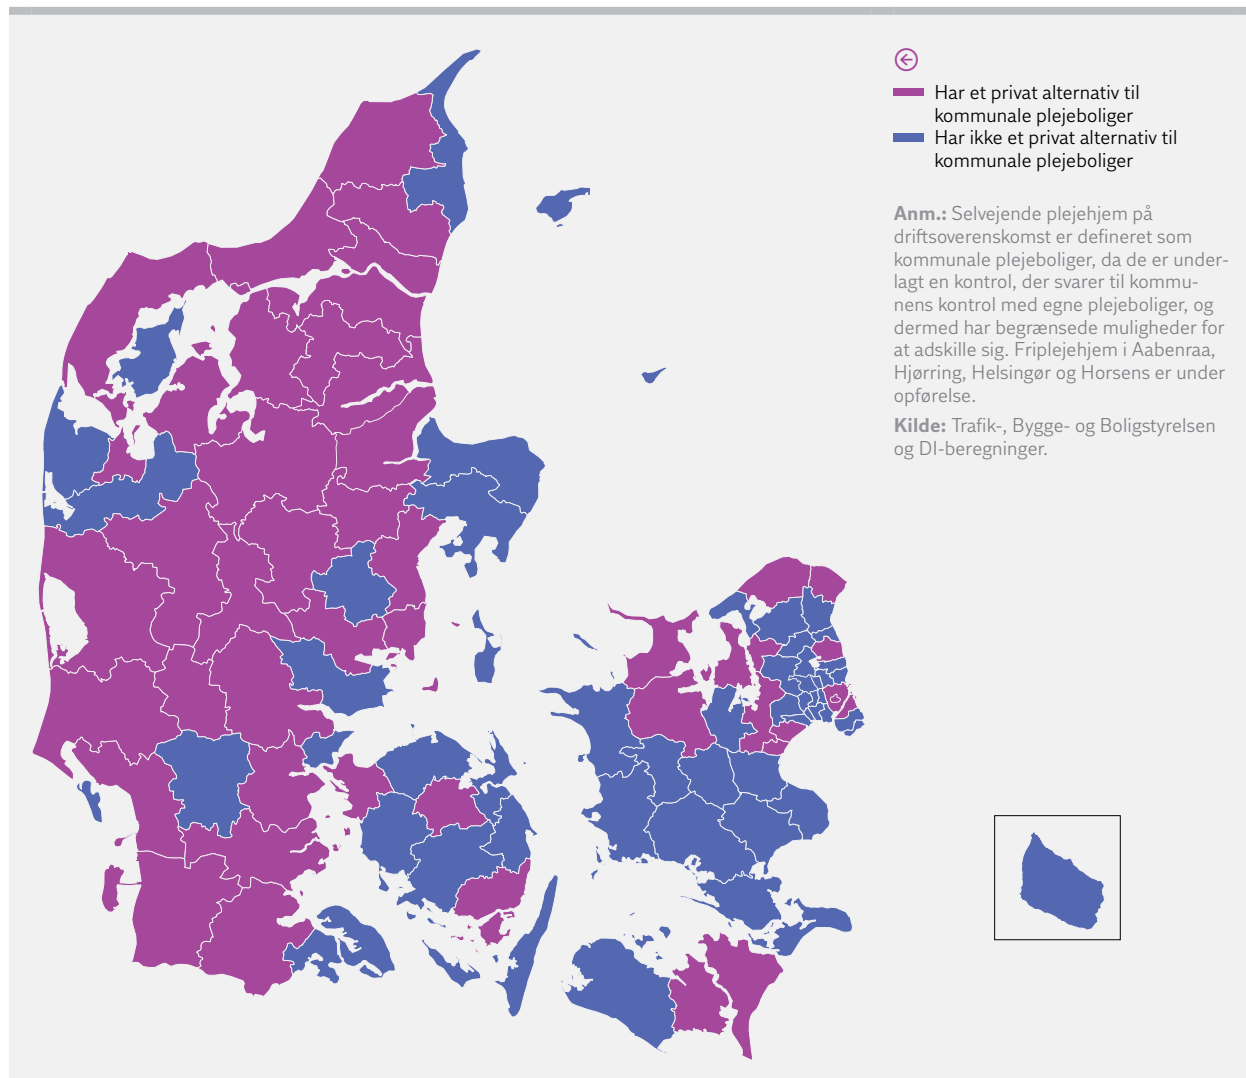 Har et privat alternativ til
kommunale plejeboliger
Har ikke et privat alternativ til
kommunale plejeboliger
Anm.: Selvejende plejehjem på
driftsoverenskomst er defineret som
kommunale plejeboliger, da de er under-
lagt en kontrol, der svarer til kommu-
nens kontrol med egne plejeboliger, og
dermed har begrænsede muligheder for
at adskille sig. Friplejehjem i Aabenraa,
Hjørring, Helsingør og Horsens er under
opførelse.
Kilde: Trafik-, Bygge- og Boligstyrelsen
og DI-beregninger.